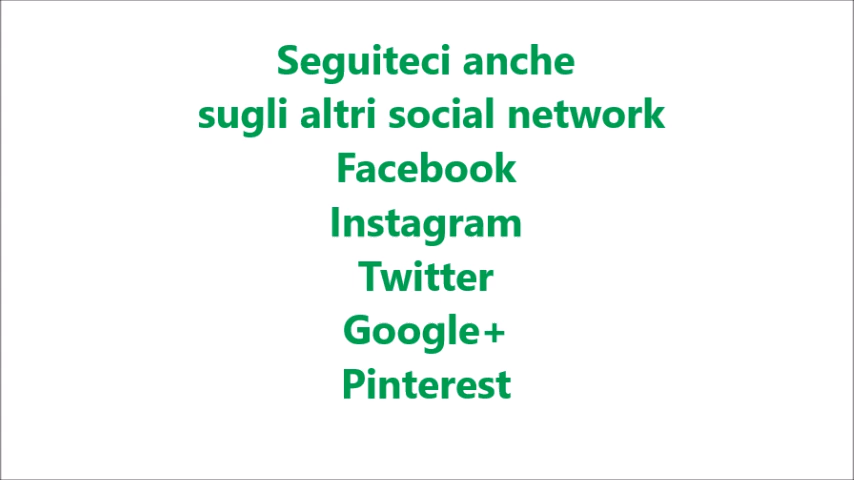 Seguiteci anche
sugli altri social network
Facebook
Instagram
Twitter
Google+
Pinterest